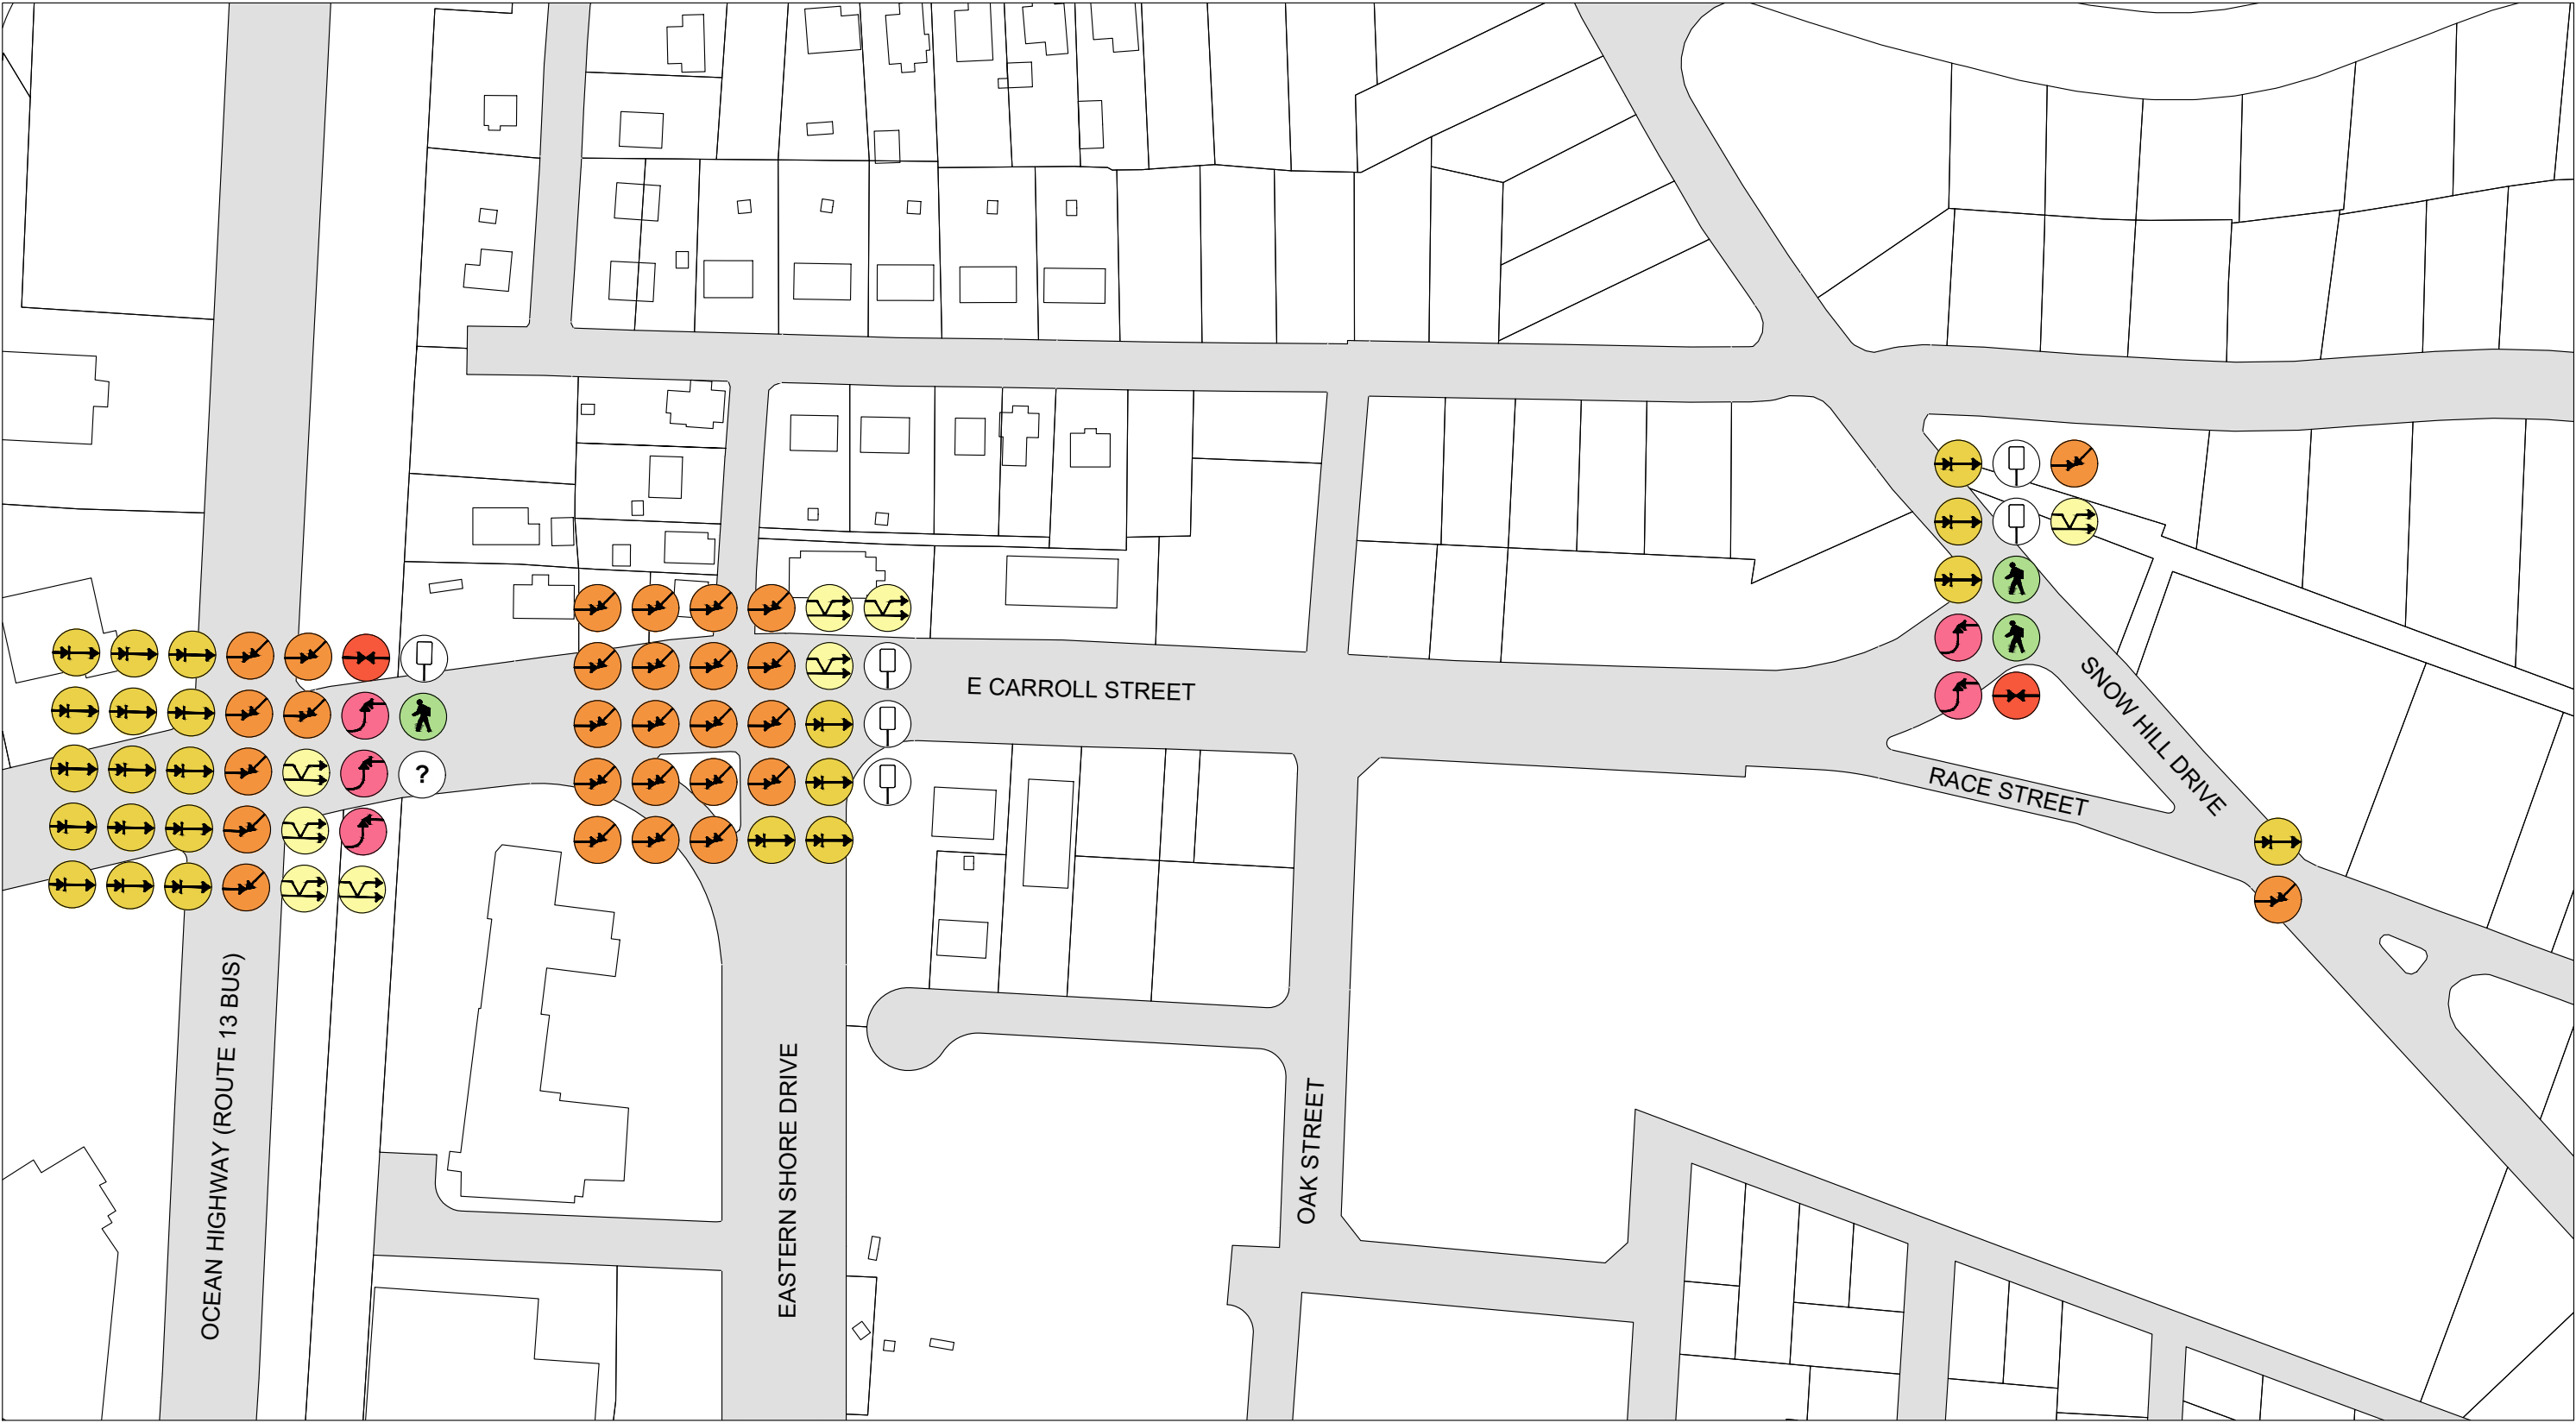 ?
E CARROLL STREET
SNOW HILL DRIVE
RACE STREET
OCEAN HIGHWAY (ROUTE 13 BUS)
EASTERN SHORE DRIVE
OAK STREET